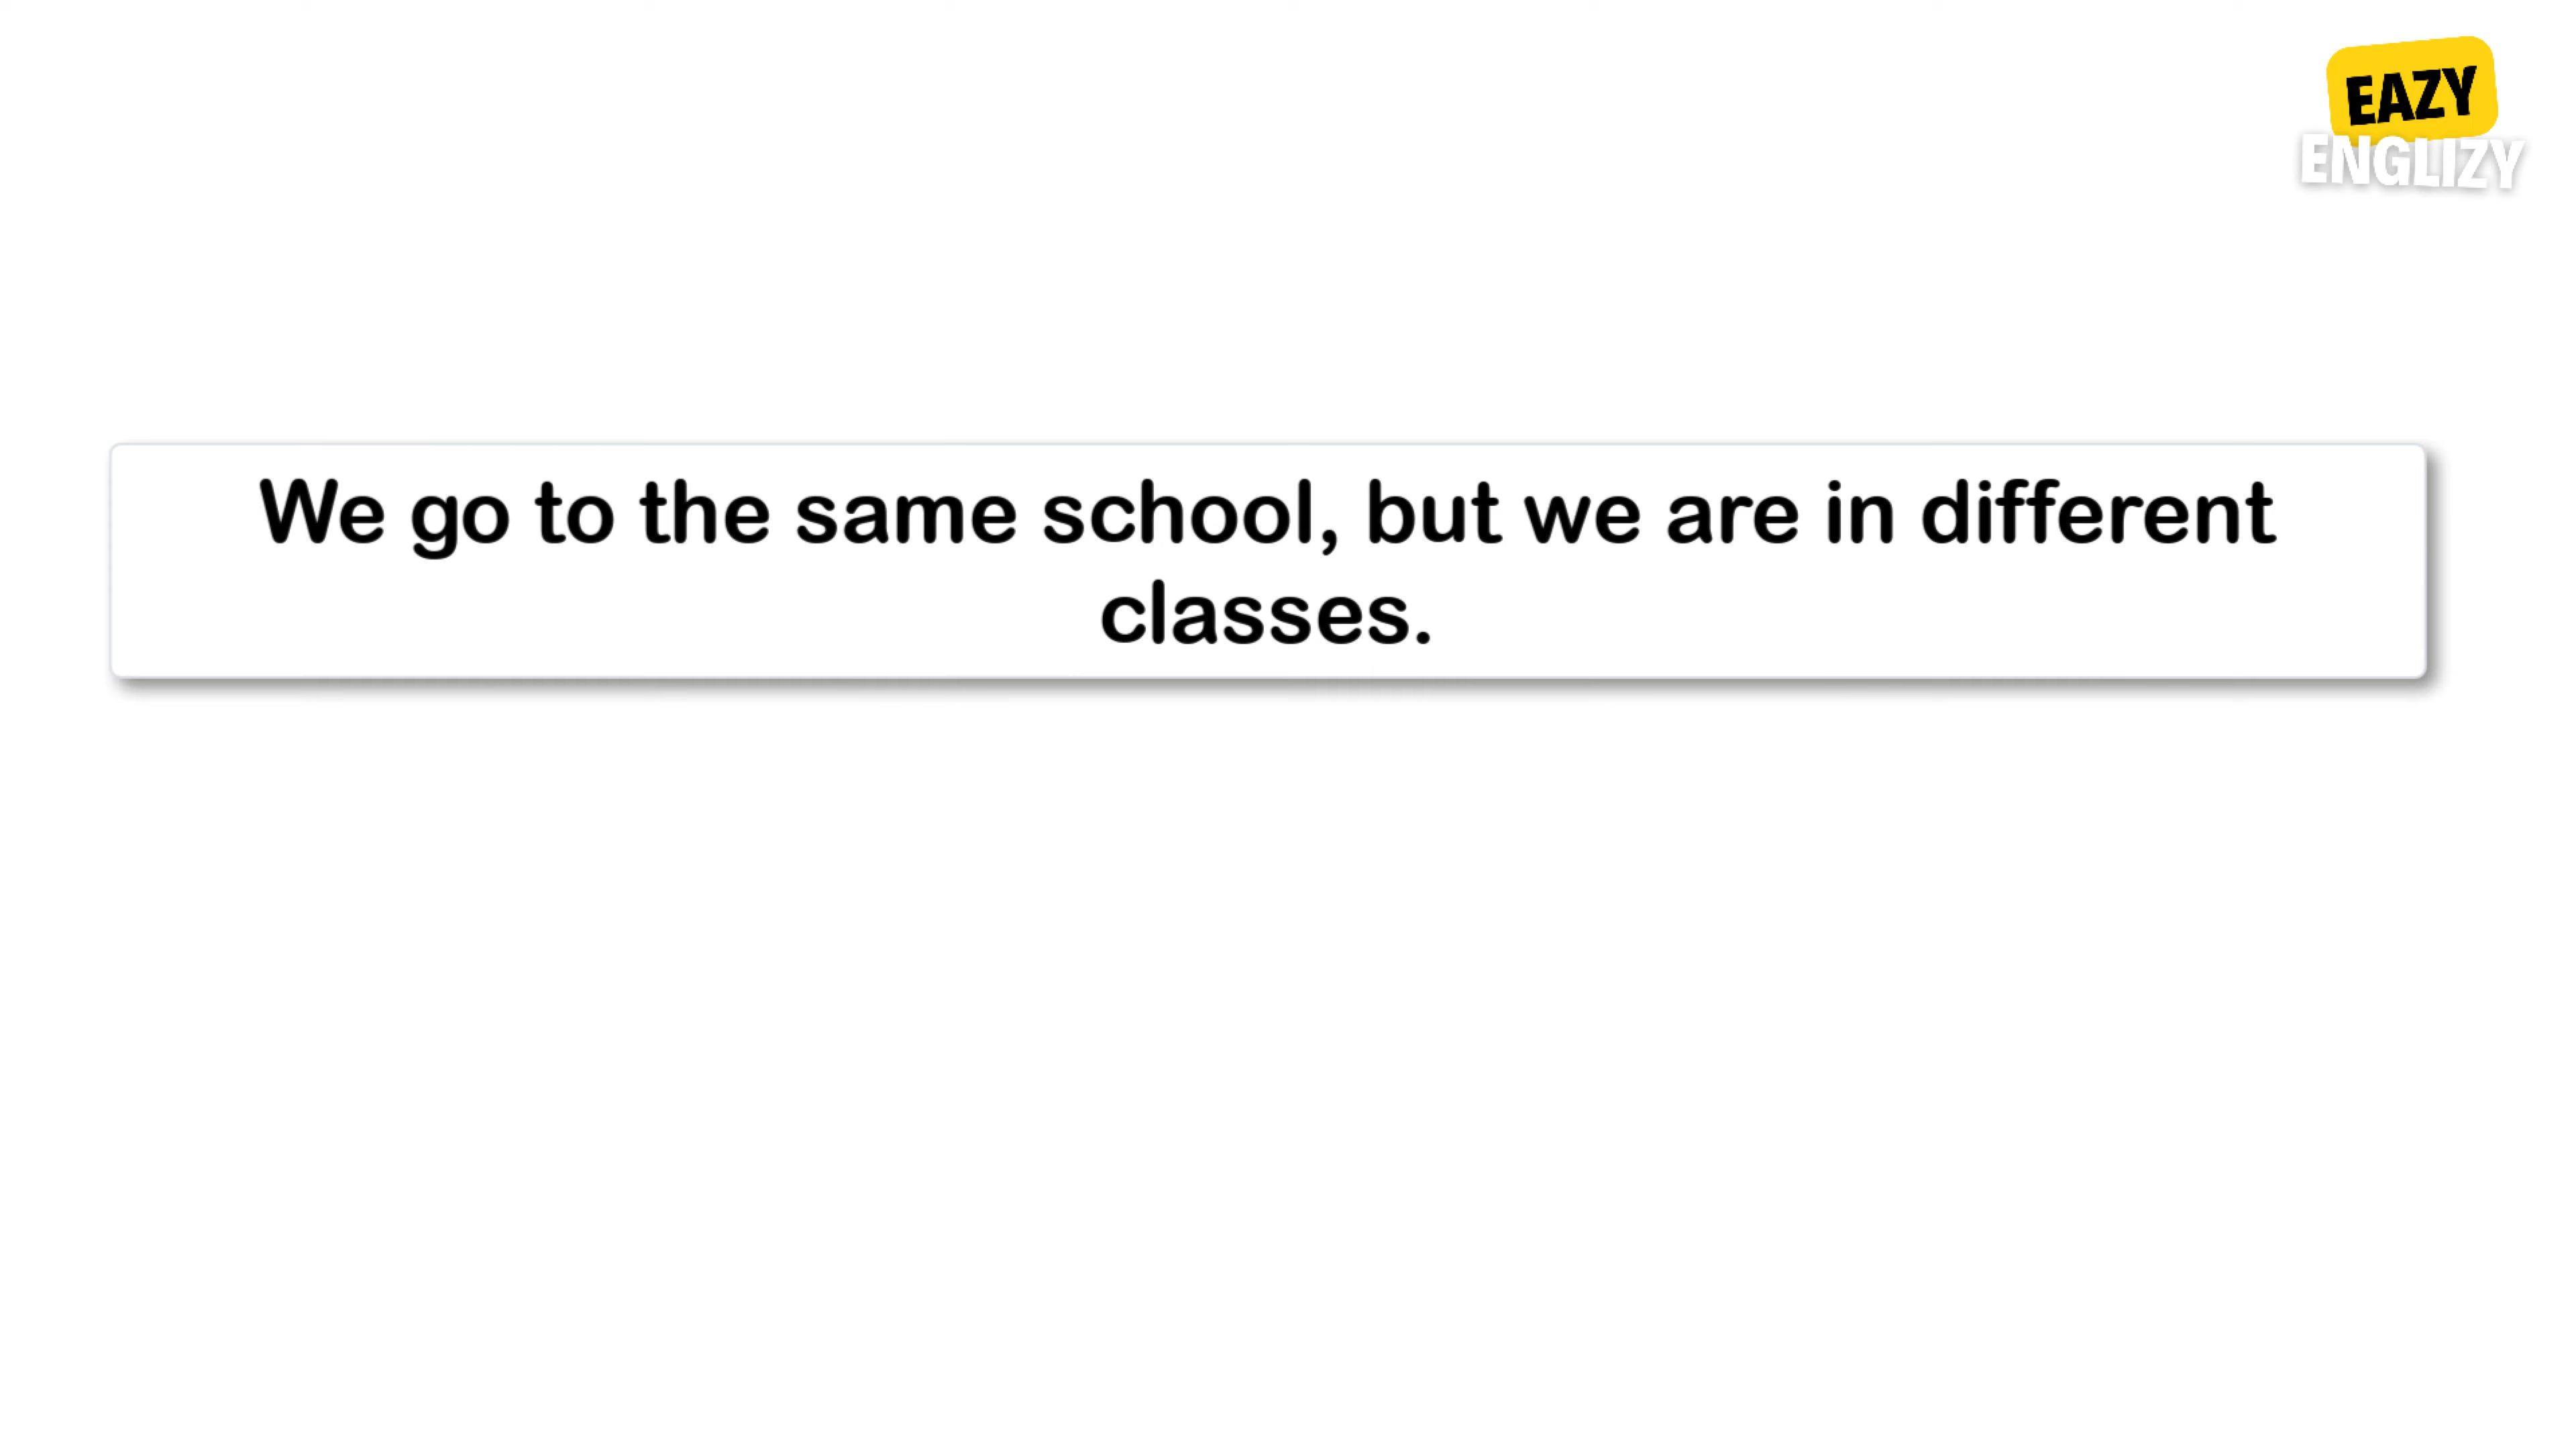 EAZY
ENGLIZY
We go to the same school, but we are in different
classes.